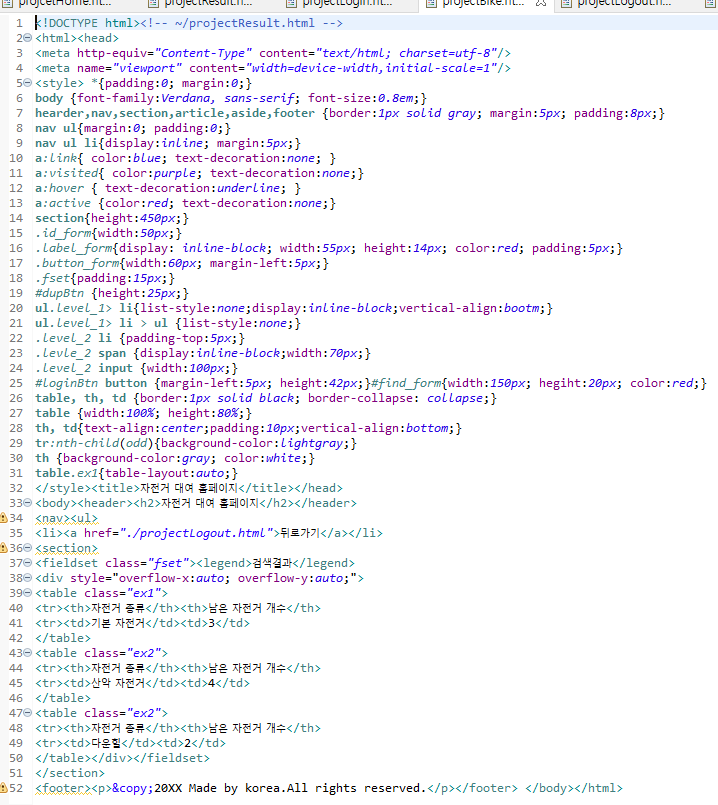 projcetHome.ht...
projectResult.h...
projectLogin.ht...
projectBike.ht...
projectLogout.h...
1 <!DOCTYPE html><!-- ~/projectResult.html -->
2 <html><head>
3 <meta http-equiv="Content-Type" content="text/html; charset=utf-8"/>
4 <meta name="viewport" content="width=device-width,initial-scale=1"/>
5 <style> *{padding:0; margin:0;}
6 body {font-family:Verdana, sans-serif; font-size:0.8em;}
7 hearder,nav,section,article,aside,footer {border:1px solid gray; margin:5px; padding:8px;}
8 nav ul{margin:0; padding:0;}
9 nav ul li{display:inline; margin:5px;}
10 a:link{ color:blue; text-decoration:none; }
11 a:visited{ color:purple; text-decoration:none;}
12 a:hover { text-decoration:underline; }
13 a:active {color:red; text-decoration:none;}
14 section{height:450px;}
15 .id_form{width:50px;}
16 .label_form{display: inline-block; width:55px; height:14px; color:red; padding:5px;}
17 .button_form{width:60px; margin-left:5px;}
18 .fset{padding:15px;}
19 #dupBtn {height:25px;}
20 ul.level_1> li{list-style:none;display:inline-block;vertical-align:bootm;}
21 ul.level_1> li > ul {list-style:none;}
22 .level_2 li {padding-top:5px;}
23 .levle_2 span {display:inline-block;width:70px;}
24 .level_2 input {width:100px;}
25 #loginBtn button {margin-left:5px; height:42px;}#find_form{width:150px; hegiht:20px; color:red;}
26 table, th, td {border:1px solid black; border-collapse: collapse;}
27 table {width:100%; height:80%;}
28 th, td{text-align:center;padding:10px;vertical-align:bottom;}
29 tr:nth-child(odd){background-color:lightgray;}
30 th {background-color:gray; color:white;}
31 table.ex1{table-layout:auto;}
32 </style><title>자전거 대여 홈페이지</title></head>
33 <body><header><h2>자전거 대여 홈페이지</h2></header>
34 <nav><ul>
35 <li><a href="./projectLogout.html">뒤로가기</a></li>
36 <section>
37 <fieldset class="fset"><legend>검색결과</legend>
38 <div style="overflow-x:auto; overflow-y:auto;">
39 <table class="ex1">
40 <tr><th>자전거 종류</th><th>남은 자전거 개수</th>
41 <tr><td>기본 자전거</td><td>3</td>
42 </table>
43 <table class="ex2">
44 <tr><th>자전거 종류</th><th>남은 자전거 개수</th>
45 <tr><td>산악 자전거</td><td>4</td>
46 </table>
47 <table class="ex2">
48 <tr><th>자전거 종류</th><th>남은 자전거 개수</th>
49 <tr><td>다운힐</td><td>2</td>
50 </table></div></fieldset>
51 </section>
52 <footer><p>&copy;20XX Made by korea.All rights reserved.</p></footer> </body></html>